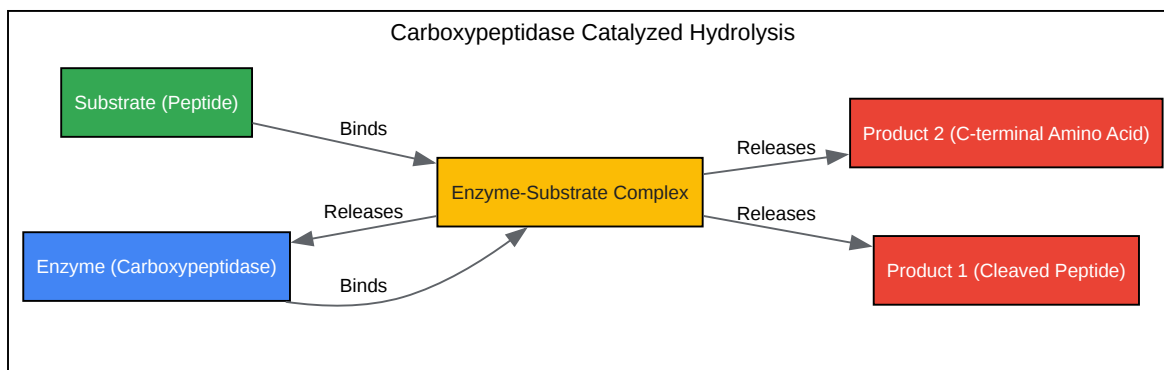 Carboxypeptidase Catalyzed Hydrolysis
Substrate (Peptide)
Binds
Enzyme-Substrate Complex
Releases
Product 2 (C-terminal Amino Acid)
Releases
Enzyme (Carboxypeptidase)
Binds
Releases
Product 1 (Cleaved Peptide)